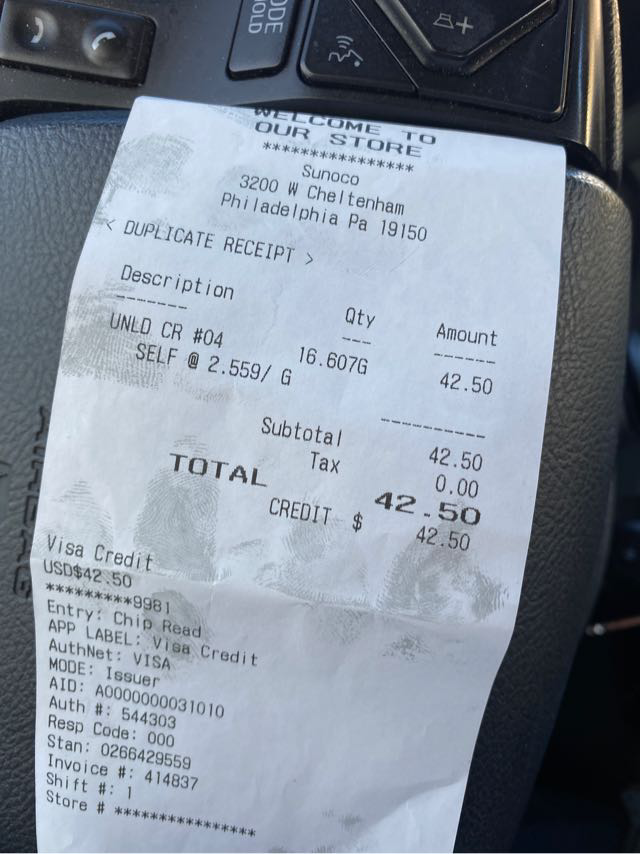 MODE
HOLD
WELCOME TO
OUR STORE
****************
Sunoco
3200 W Cheltenham
Philadelphia Pa 19150
< DUPLICATE RECEIPT >
Description Qty Amount
------- --- ------
UNLD CR #04 16.607G 42.50
SELF @ 2.559/ G
----------
Subtotal 42.50
Tax 0.00
TOTAL 42.50
CREDIT $ 42.50
Visa Credit
USD$42.50
*********9981
Entry: Chip Read
APP LABEL: Visa Credit
AuthNet: VISA
MODE: Issuer
AID: A0000000031010
Auth #: 544303
Resp Code: 000
Stan: 0266429559
Invoice #: 414837
Shift #: 1
Store # ****************
AIRBAG